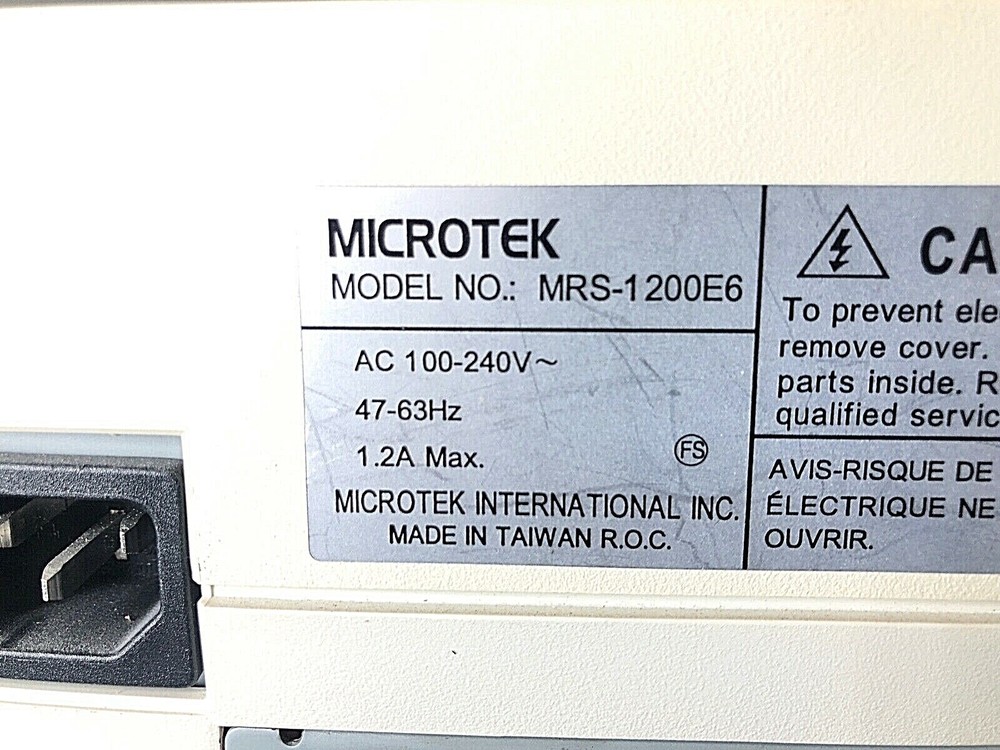 MICROTEK
MODEL NO.: MRS-1200E6
AC 100-240V~
47-63Hz
1.2A Max.
FS
MICROTEK INTERNATIONAL INC.
MADE IN TAIWAN R.O.C.
CA
To prevent ele
remove cover.
parts inside. R
qualified servic
AVIS-RISQUE DE
ÉLECTRIQUE NE
OUVRIR.